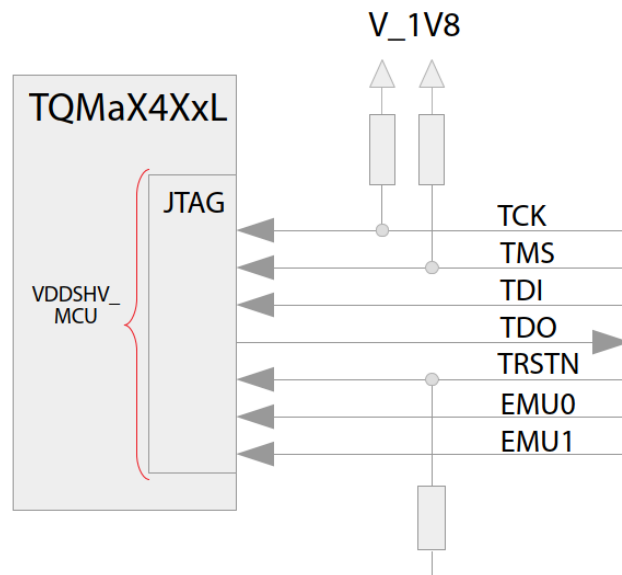 V_1V8
TQMaX4XxL
JTAG
TCK
TMS
VDDSHV_
MCU
TDI
TDO
TRSTN
EMU0
EMU1